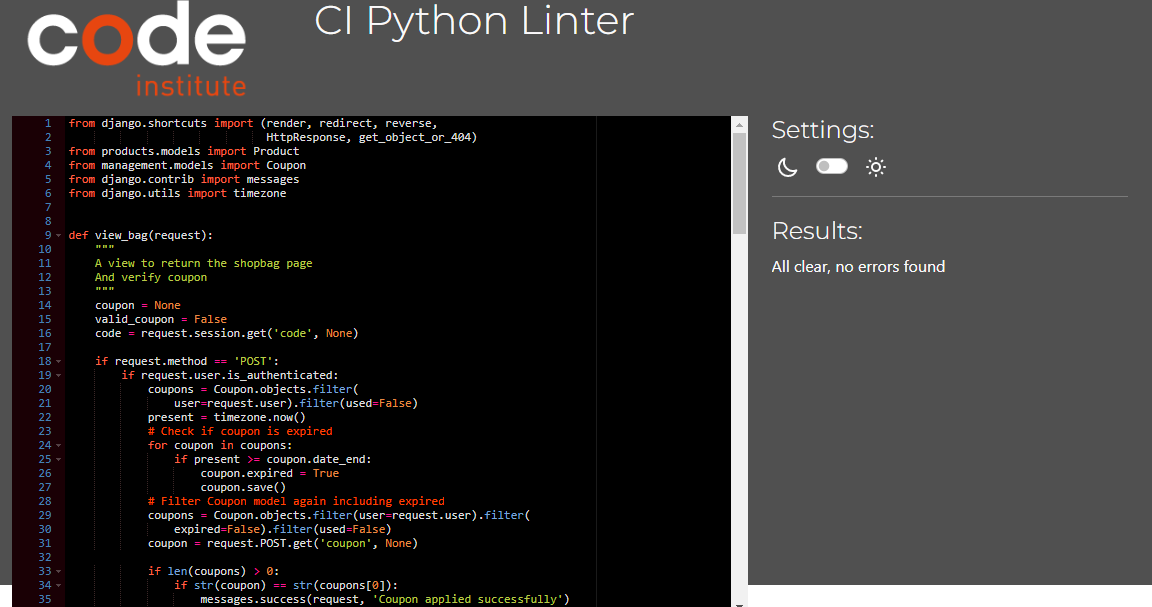 code
institute
CI Python Linter
1 from django.shortcuts import (render, redirect, reverse,
2 HttpResponse, get_object_or_404)
3 from products.models import Product
4 from management.models import Coupon
5 from django.contrib import messages
6 from django.utils import timezone
7
8
9 def view_bag(request):
10 """
11 A view to return the shopbag page
12 And verify coupon
13 """
14 coupon = None
15 valid_coupon = False
16 code = request.session.get('code', None)
17
18 if request.method == 'POST':
19 if request.user.is_authenticated:
20 coupons = Coupon.objects.filter(
21 user=request.user).filter(used=False)
22 present = timezone.now()
23 # Check if coupon is expired
24 for coupon in coupons:
25 if present >= coupon.date_end:
26 coupon.expired = True
27 coupon.save()
28 # Filter Coupon model again including expired
29 coupons = Coupon.objects.filter(user=request.user).filter(
30 expired=False).filter(used=False)
31 coupon = request.POST.get('coupon', None)
32
33 if len(coupons) > 0:
34 if str(coupon) == str(coupons[0]):
35 messages.success(request, 'Coupon applied successfully')
Settings:
Results:
All clear, no errors found